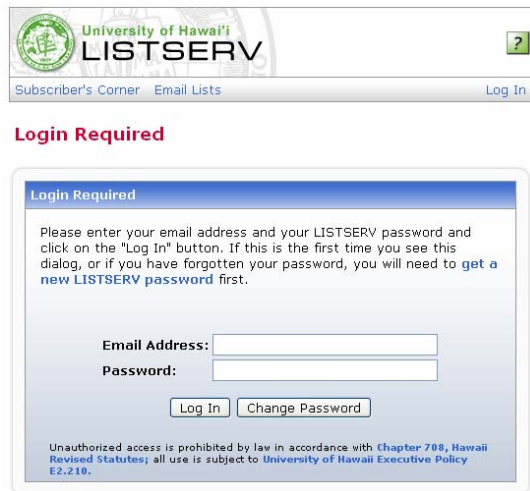 University of Hawai'i
LISTSERV
?
Subscriber's Corner Email Lists Log In
Login Required
Login Required
Please enter your email address and your LISTSERV password and
click on the "Log In" button. If this is the first time you see this
dialog, or if you have forgotten your password, you will need to get a
new LISTSERV password first.
Email Address:
Password:
Log In Change Password
Unauthorized access is prohibited by law in accordance with Chapter 708, Hawaii
Revised Statutes; all use is subject to University of Hawaii Executive Policy
E2.210.